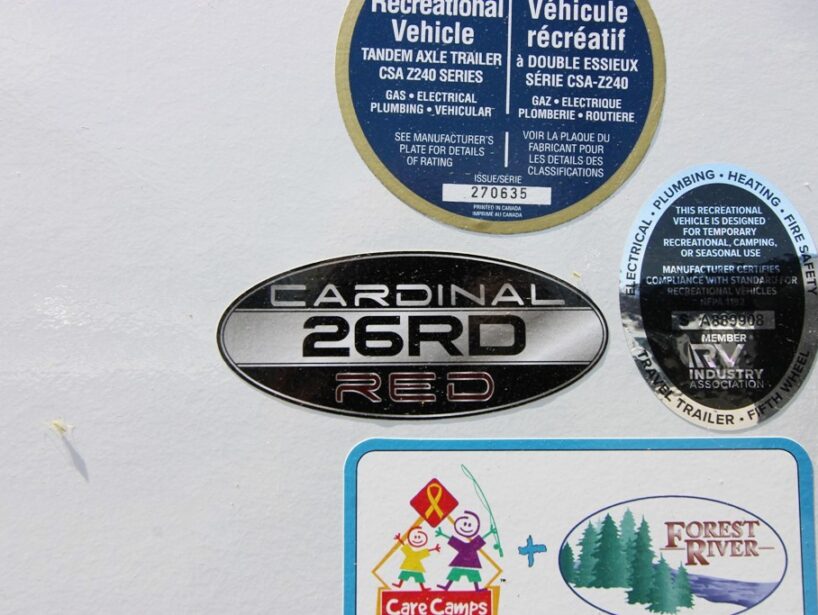 Recreational
Vehicle
TANDEM AXLE TRAILER
CSA Z240 SERIES
GAS • ELECTRICAL
PLUMBING • VEHICULAR
SEE MANUFACTURER'S
PLATE FOR DETAILS
OF RATING
Véhicule
récréatif
à DOUBLE ESSIEUX
SÉRIE CSA-Z240
GAZ • ELECTRIQUE
PLOMBERIE • ROUTIERE
VOIR LA PLAQUE DU
FABRICANT POUR
LES DETAILS DES
CLASSIFICATIONS
ISSUE/SÉRIE
270635
PRINTED IN CANADA
IMPRIMÉ AU CANADA
ELECTRICAL • PLUMBING • HEATING • FIRE SAFETY
THIS RECREATIONAL
VEHICLE IS DESIGNED
FOR TEMPORARY
RECREATIONAL, CAMPING,
OR SEASONAL USE
MANUFACTURER CERTIFIES
COMPLIANCE WITH STANDARD FOR
RECREATIONAL VEHICLES
NFPA 1192
S A889908
MEMBER
RV
INDUSTRY
ASSOCIATION
TRAVEL TRAILER • FIFTH WHEEL
CARDINAL
26RD
RED
Care Camps
TM
+
FOREST
RIVER